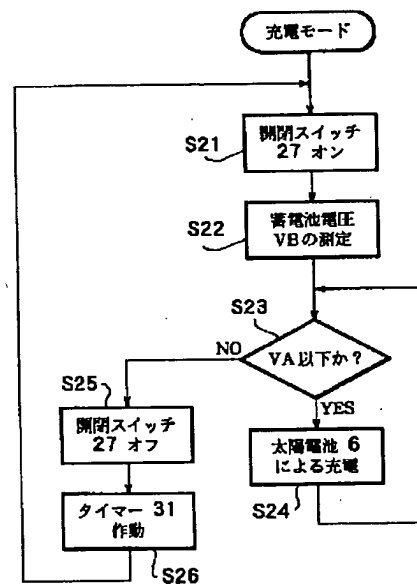 充電モード
S21
開閉スイッチ
27 オン
S22
蓄電池電圧
VBの測定
S23
VA以下か?
NO
YES
S25
開閉スイッチ
27 オフ
太陽電池 6
による充電
S24
タイマー 31
作動
S26